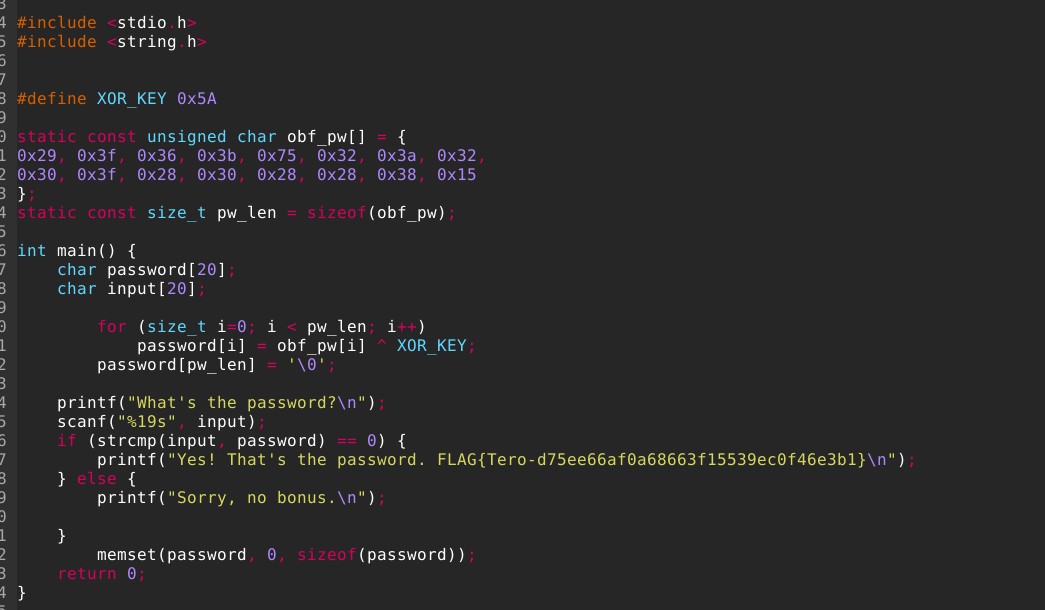 3
4 #include <stdio.h>
5 #include <string.h>
6
7
8 #define XOR_KEY 0x5A
9
0 static const unsigned char obf_pw[] = {
1 0x29, 0x3f, 0x36, 0x3b, 0x75, 0x32, 0x3a, 0x32,
2 0x30, 0x3f, 0x28, 0x30, 0x28, 0x28, 0x38, 0x15
3 };
4 static const size_t pw_len = sizeof(obf_pw);
5
6 int main() {
7     char password[20];
8     char input[20];
9
0         for (size_t i=0; i < pw_len; i++)
1             password[i] = obf_pw[i] ^ XOR_KEY;
2         password[pw_len] = '\0';
3
4     printf("What's the password?\n");
5     scanf("%19s", input);
6     if (strcmp(input, password) == 0) {
7         printf("Yes! That's the password. FLAG{Tero-d75ee66af0a68663f15539ec0f46e3b1}\n");
8     } else {
9         printf("Sorry, no bonus.\n");
0
1     }
2         memset(password, 0, sizeof(password));
3     return 0;
4 }